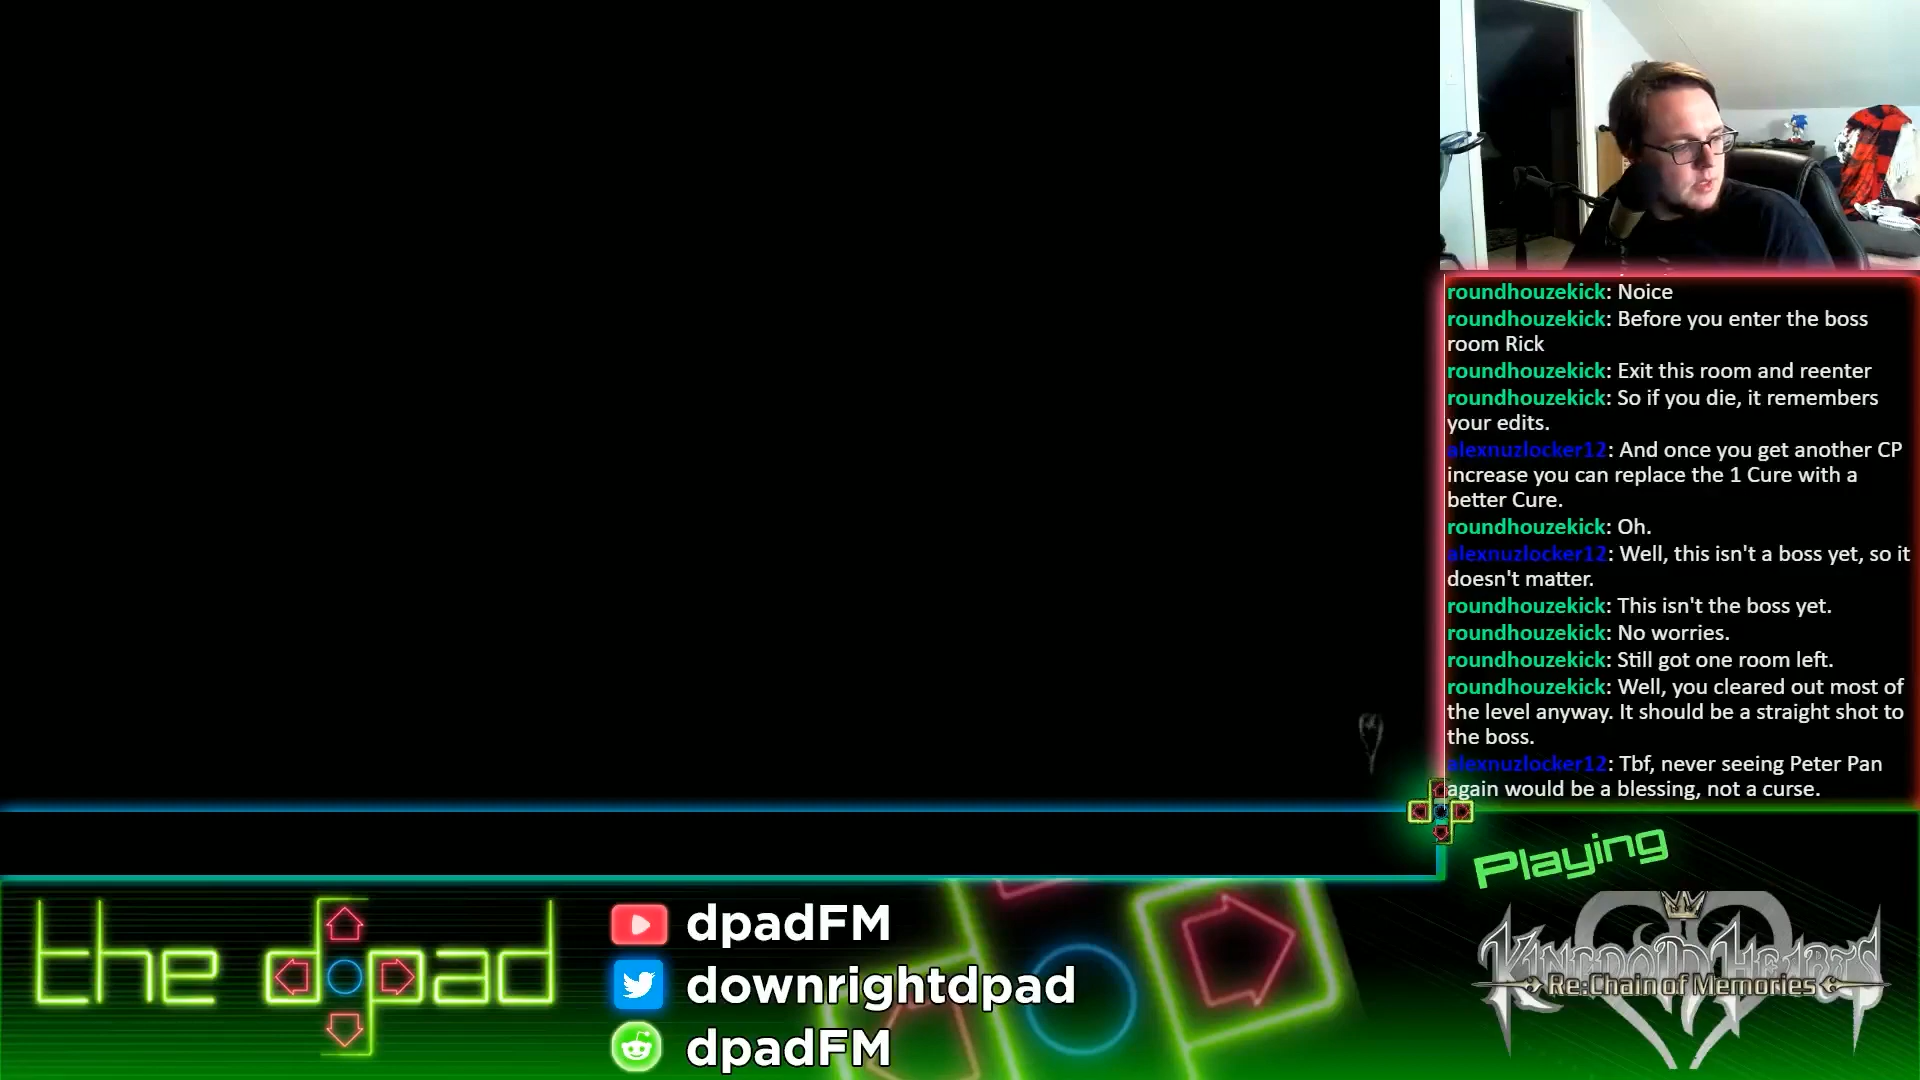 roundhouzekick: Noice
roundhouzekick: Before you enter the boss
room Rick
roundhouzekick: Exit this room and reenter
roundhouzekick: So if you die, it remembers
your edits.
alexnuzlocker12: And once you get another CP
increase you can replace the 1 Cure with a
better Cure.
roundhouzekick: Oh.
alexnuzlocker12: Well, this isn't a boss yet, so it
doesn't matter.
roundhouzekick: This isn't the boss yet.
roundhouzekick: No worries.
roundhouzekick: Still got one room left.
roundhouzekick: Well, you cleared out most of
the level anyway. It should be a straight shot to
the boss.
alexnuzlocker12: Tbf, never seeing Peter Pan
again would be a blessing, not a curse.
Playing
KINGDOM HEARTS
Re:Chain of Memories
the dpad
dpadFM
downrightdpad
dpadFM